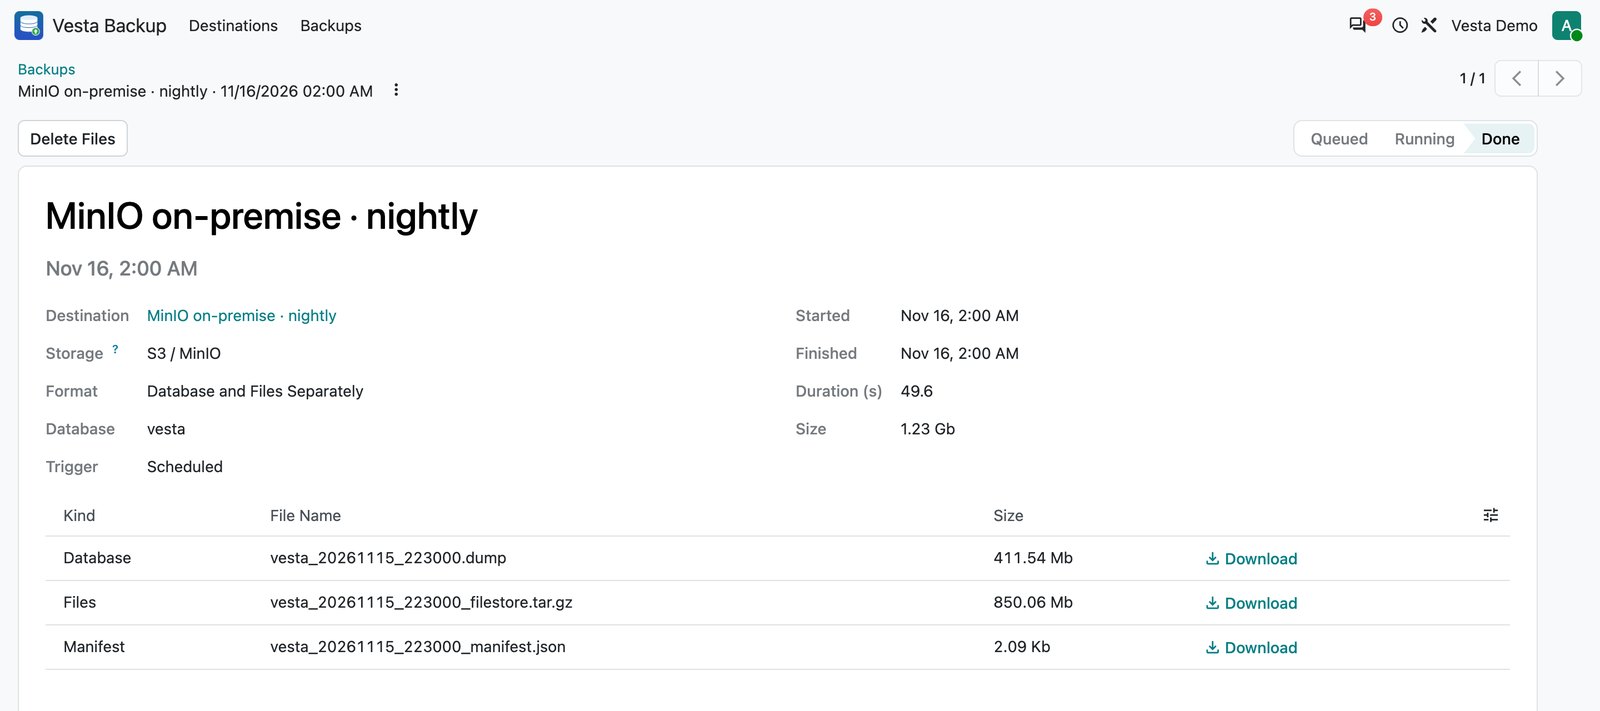 Vesta Backup Destinations Backups 3 Vesta Demo A
Backups
MinIO on-premise · nightly · 11/16/2026 02:00 AM
1 / 1
Delete Files
Queued Running Done
MinIO on-premise · nightly
Nov 16, 2:00 AM
Destination MinIO on-premise · nightly
Started Nov 16, 2:00 AM
Storage ? S3 / MinIO
Finished Nov 16, 2:00 AM
Format Database and Files Separately
Duration (s) 49.6
Database vesta
Size 1.23 Gb
Trigger Scheduled
Kind File Name Size
Database vesta_20261115_223000.dump 411.54 Mb Download
Files vesta_20261115_223000_filestore.tar.gz 850.06 Mb Download
Manifest vesta_20261115_223000_manifest.json 2.09 Kb Download